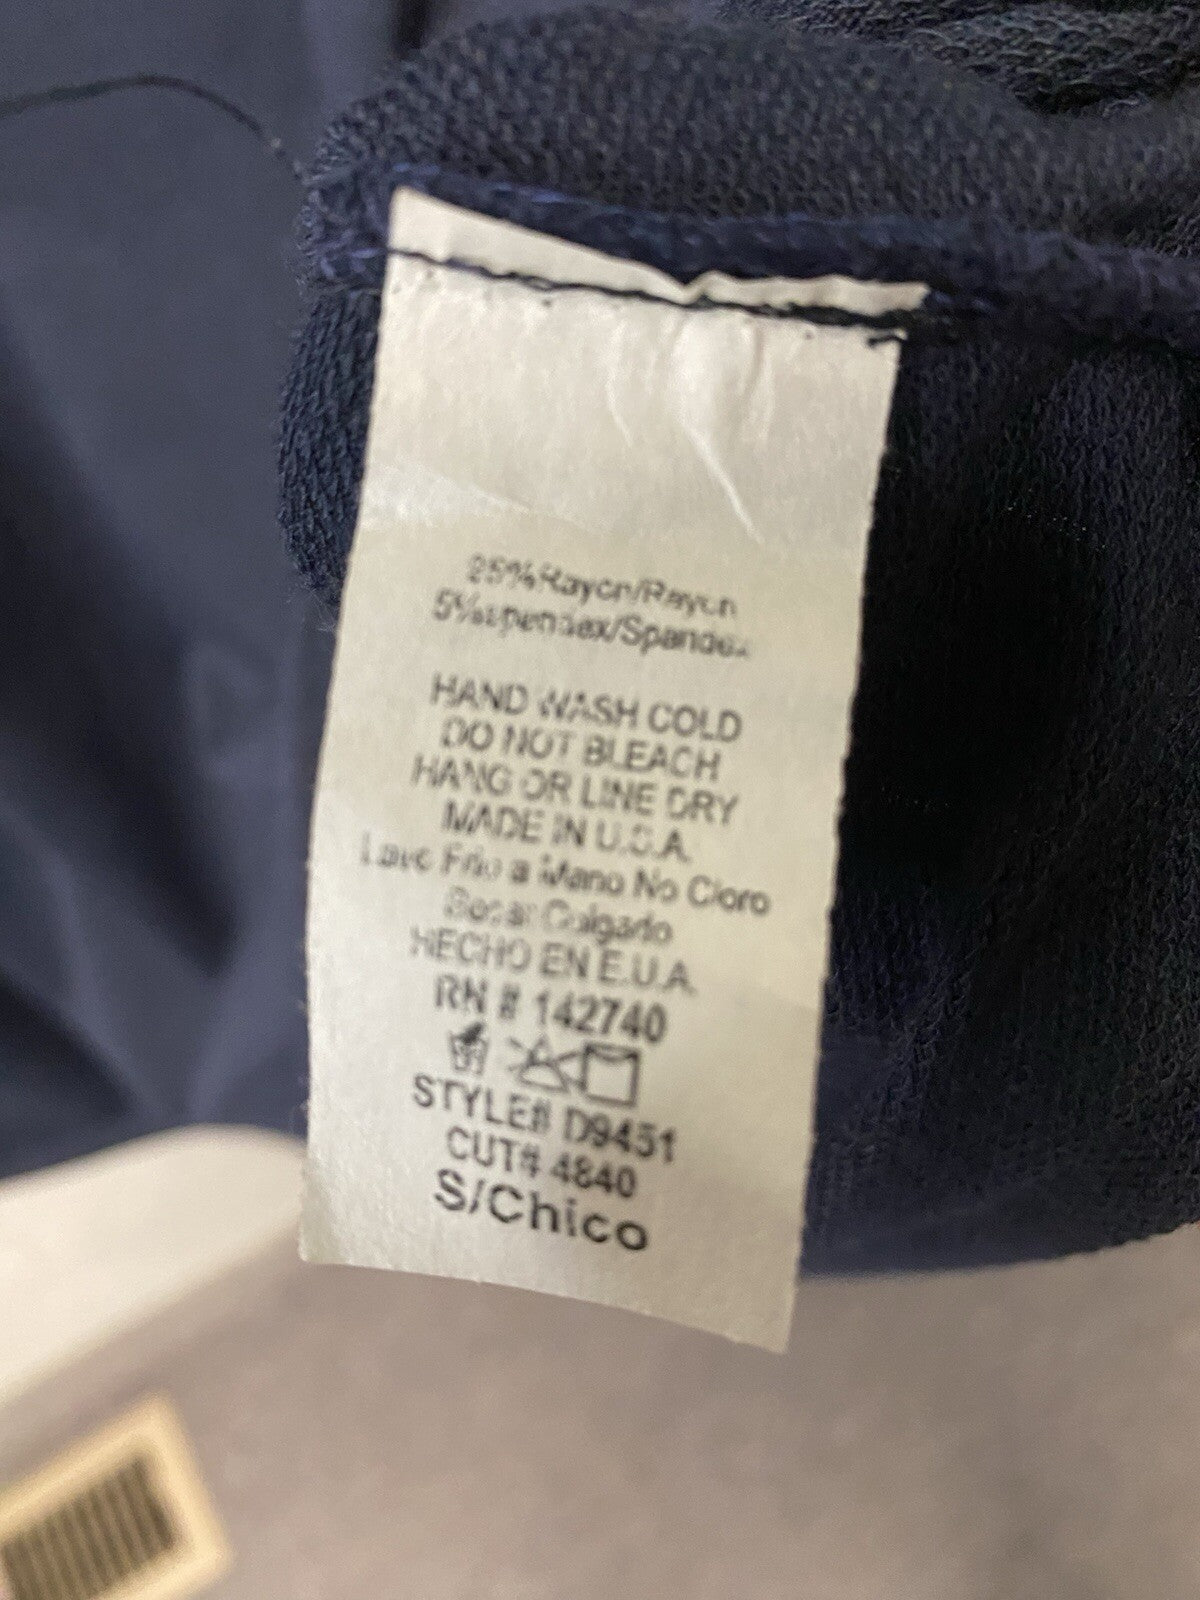 25%Rayon/Rayon
5%spandex/Spandex
HAND WASH COLD
DO NOT BLEACH
HANG OR LINE DRY
MADE IN U.S.A.
Lave Frio a Mano No Cloro
Secar Colgado
HECHO EN E.U.A.
RN # 142740
STYLE# D9451
CUT# 4840
S/Chico